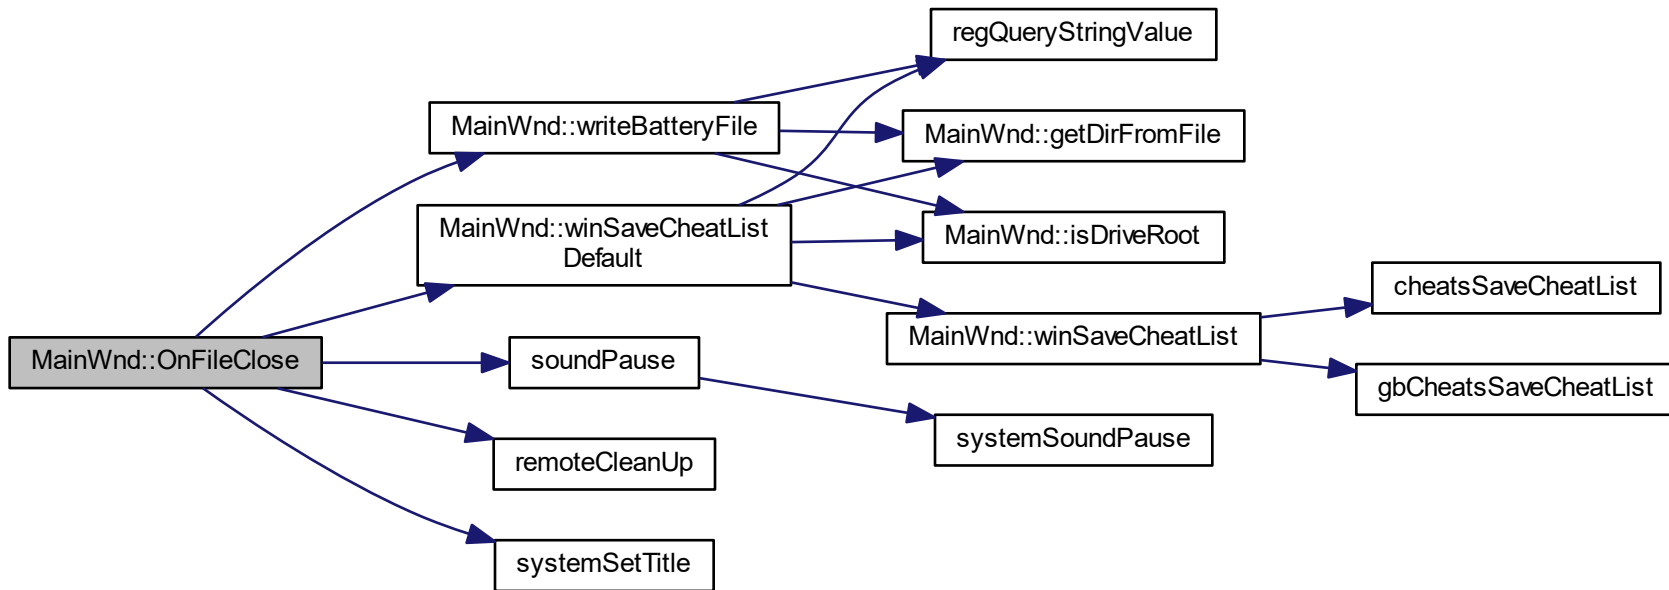 regQueryStringValue
MainWnd::writeBatteryFile
MainWnd::getDirFromFile
MainWnd::winSaveCheatList
Default
MainWnd::isDriveRoot
cheatsSaveCheatList
MainWnd::winSaveCheatList
MainWnd::OnFileClose
soundPause
gbCheatsSaveCheatList
systemSoundPause
remoteCleanUp
systemSetTitle